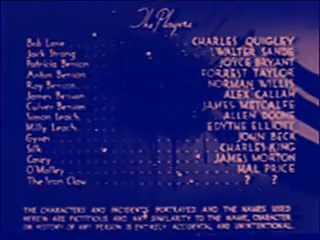 The Players
Bob Lane CHARLES QUIGLEY
Jack Strong WALTER SANDE
Patricia Benson JOYCE BRYANT
Anton Benson FORREST TAYLOR
Roy Benson NORMAN WILLIS
James Benson ALEX CALLAM
Culver Benson JAMES METCALFE
Simon Leach ALLEN DOONE
Milly Leach EDYTHE ELLIOTT
Gyves JOHN BECK
Silk CHARLES KING
Casey JAMES MORTON
O'Malley HAL PRICE
The Iron Claw ? ?
THE CHARACTERS AND INCIDENTS PORTRAYED AND THE NAMES USED
HEREIN ARE FICTITIOUS AND ANY SIMILARITY TO THE NAME, CHARACTER
OR HISTORY OF ANY PERSON IS ENTIRELY ACCIDENTAL AND UNINTENTIONAL.